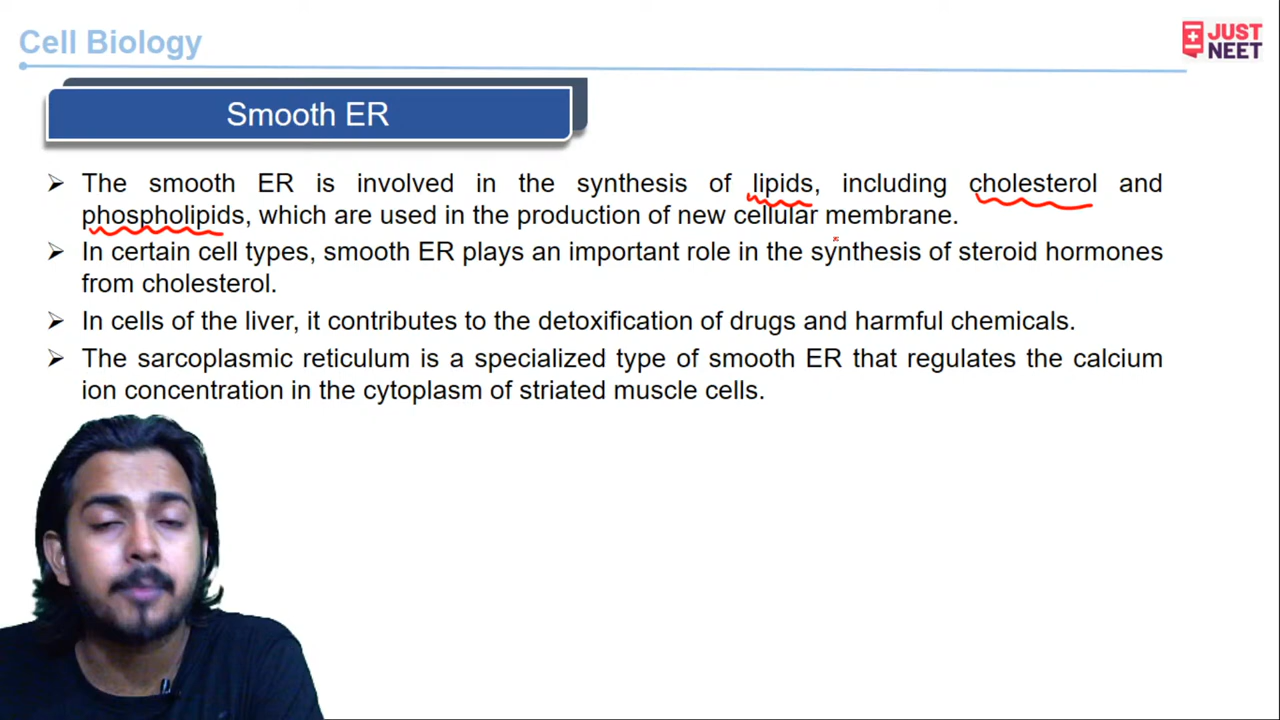 Cell Biology
JUST
NEET
Smooth ER
➢ The smooth ER is involved in the synthesis of lipids, including cholesterol and
phospholipids, which are used in the production of new cellular membrane.
➢ In certain cell types, smooth ER plays an important role in the synthesis of steroid hormones
from cholesterol.
➢ In cells of the liver, it contributes to the detoxification of drugs and harmful chemicals.
➢ The sarcoplasmic reticulum is a specialized type of smooth ER that regulates the calcium
ion concentration in the cytoplasm of striated muscle cells.